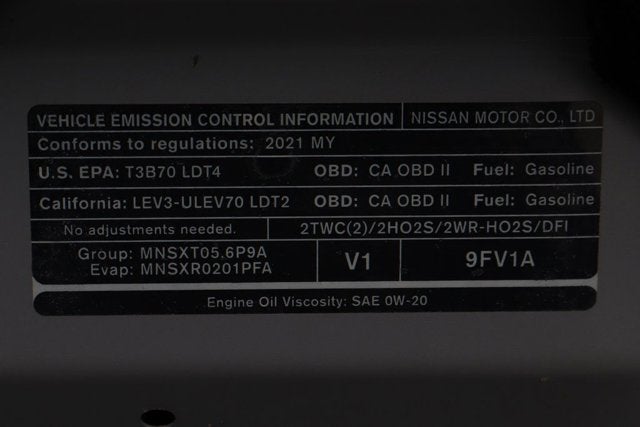 VEHICLE EMISSION CONTROL INFORMATION NISSAN MOTOR CO., LTD
Conforms to regulations: 2021 MY
U.S. EPA: T3B70 LDT4 OBD: CA OBD II Fuel: Gasoline
California: LEV3-ULEV70 LDT2 OBD: CA OBD II Fuel: Gasoline
No adjustments needed. 2TWC(2)/2HO2S/2WR-HO2S/DFI
Group: MNSXT05.6P9A V1 9FV1A
Evap: MNSXR0201PFA
Engine Oil Viscosity: SAE 0W-20